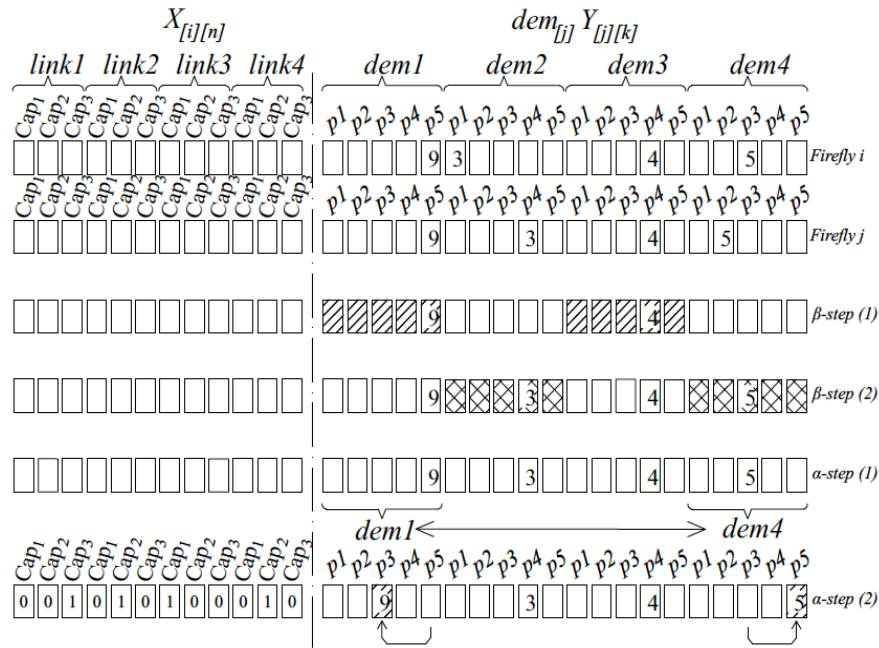 X[i][n] dem[j] Y[j][k]
link1 link2 link3 link4 dem1 dem2 dem3 dem4
Cap1 Cap2 Cap3 Cap1 Cap2 Cap3 Cap1 Cap2 Cap3 Cap1 Cap2 Cap3 p1 p2 p3 p4 p5 p1 p2 p3 p4 p5 p1 p2 p3 p4 p5 p1 p2 p3 p4 p5
9 3 4 5 Firefly i
Cap1 Cap2 Cap3 Cap1 Cap2 Cap3 Cap1 Cap2 Cap3 Cap1 Cap2 Cap3 p1 p2 p3 p4 p5 p1 p2 p3 p4 p5 p1 p2 p3 p4 p5 p1 p2 p3 p4 p5
9 3 4 5 Firefly j
9 4 β-step (1)
9 3 4 5 β-step (2)
9 3 4 5 α-step (1)
dem1 dem4
Cap1 Cap2 Cap3 Cap1 Cap2 Cap3 Cap1 Cap2 Cap3 Cap1 Cap2 Cap3 p1 p2 p3 p4 p5 p1 p2 p3 p4 p5 p1 p2 p3 p4 p5 p1 p2 p3 p4 p5
0 0 1 0 1 0 1 0 0 0 1 0 9 3 4 5 α-step (2)